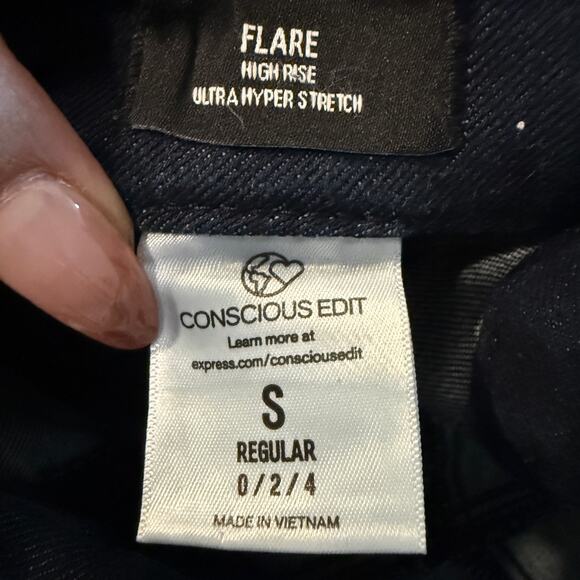 FLARE
HIGH RISE
ULTRA HYPER STRETCH
CONSCIOUS EDIT
Learn more at
express.com/consciousedit
S
REGULAR
0/2/4
MADE IN VIETNAM